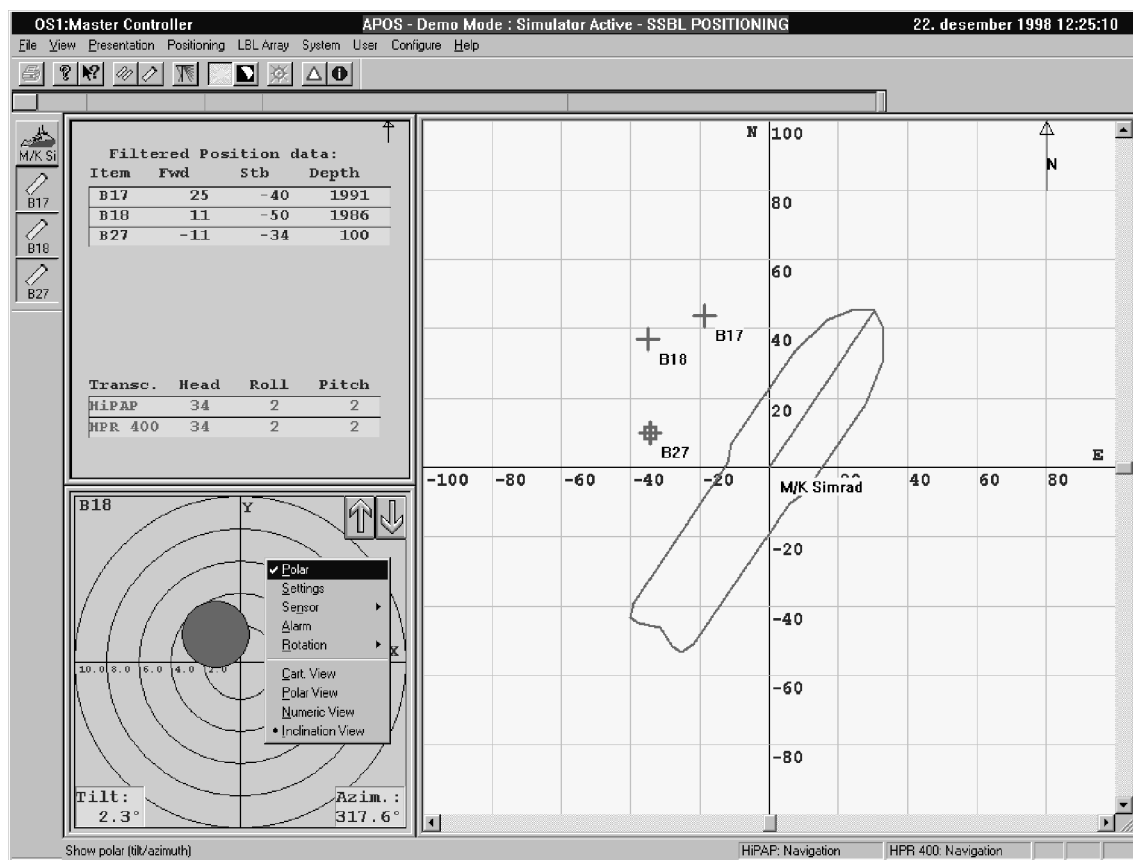 OS1:Master Controller APOS - Demo Mode : Simulator Active - SSBL POSITIONING 22. desember 1998 12:25:10
File View Presentation Positioning LBL Array System User Configure Help
M/K Si
B17
B18
B27
Filtered Position data:
Item Fwd Stb Depth
B17 25 -40 1991
B18 11 -50 1986
B27 -11 -34 100
Transc. Head Roll Pitch
HiPAP 34 2 2
HPR 400 34 2 2
B18
Y
X
10.0 8.0 6.0 4.0 2.0
Polar
Settings
Sensor
Alarm
Rotation
Cart. View
Polar View
Numeric View
Inclination View
Tilt:
2.3°
Azim.:
317.6°
N 100
N
80
60
40
20
B17
B18
B27
E
-100 -80 -60 -40 -20 20 40 60 80
M/K Simrad
-20
-40
-60
-80
Show polar (tilt/azimuth) HiPAP: Navigation HPR 400: Navigation